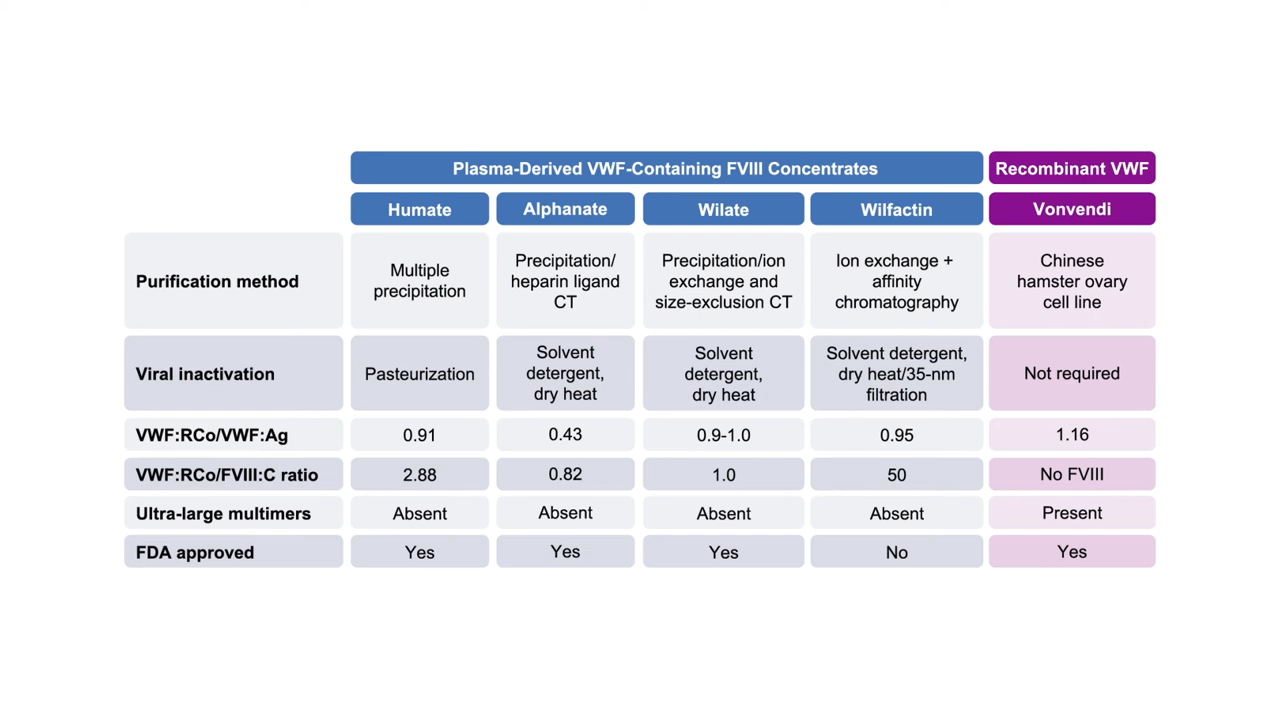 Plasma-Derived VWF-Containing FVIII Concentrates
Recombinant VWF
Humate
Alphanate
Wilate
Wilfactin
Vonvendi
Purification method
Multiple
precipitation
Precipitation/
heparin ligand
CT
Precipitation/ion
exchange and
size-exclusion CT
Ion exchange +
affinity
chromatography
Chinese
hamster ovary
cell line
Viral inactivation
Pasteurization
Solvent
detergent,
dry heat
Solvent
detergent,
dry heat
Solvent detergent,
dry heat/35-nm
filtration
Not required
VWF:RCo/VWF:Ag
0.91
0.43
0.9-1.0
0.95
1.16
VWF:RCo/FVIII:C ratio
2.88
0.82
1.0
50
No FVIII
Ultra-large multimers
Absent
Absent
Absent
Absent
Present
FDA approved
Yes
Yes
Yes
No
Yes